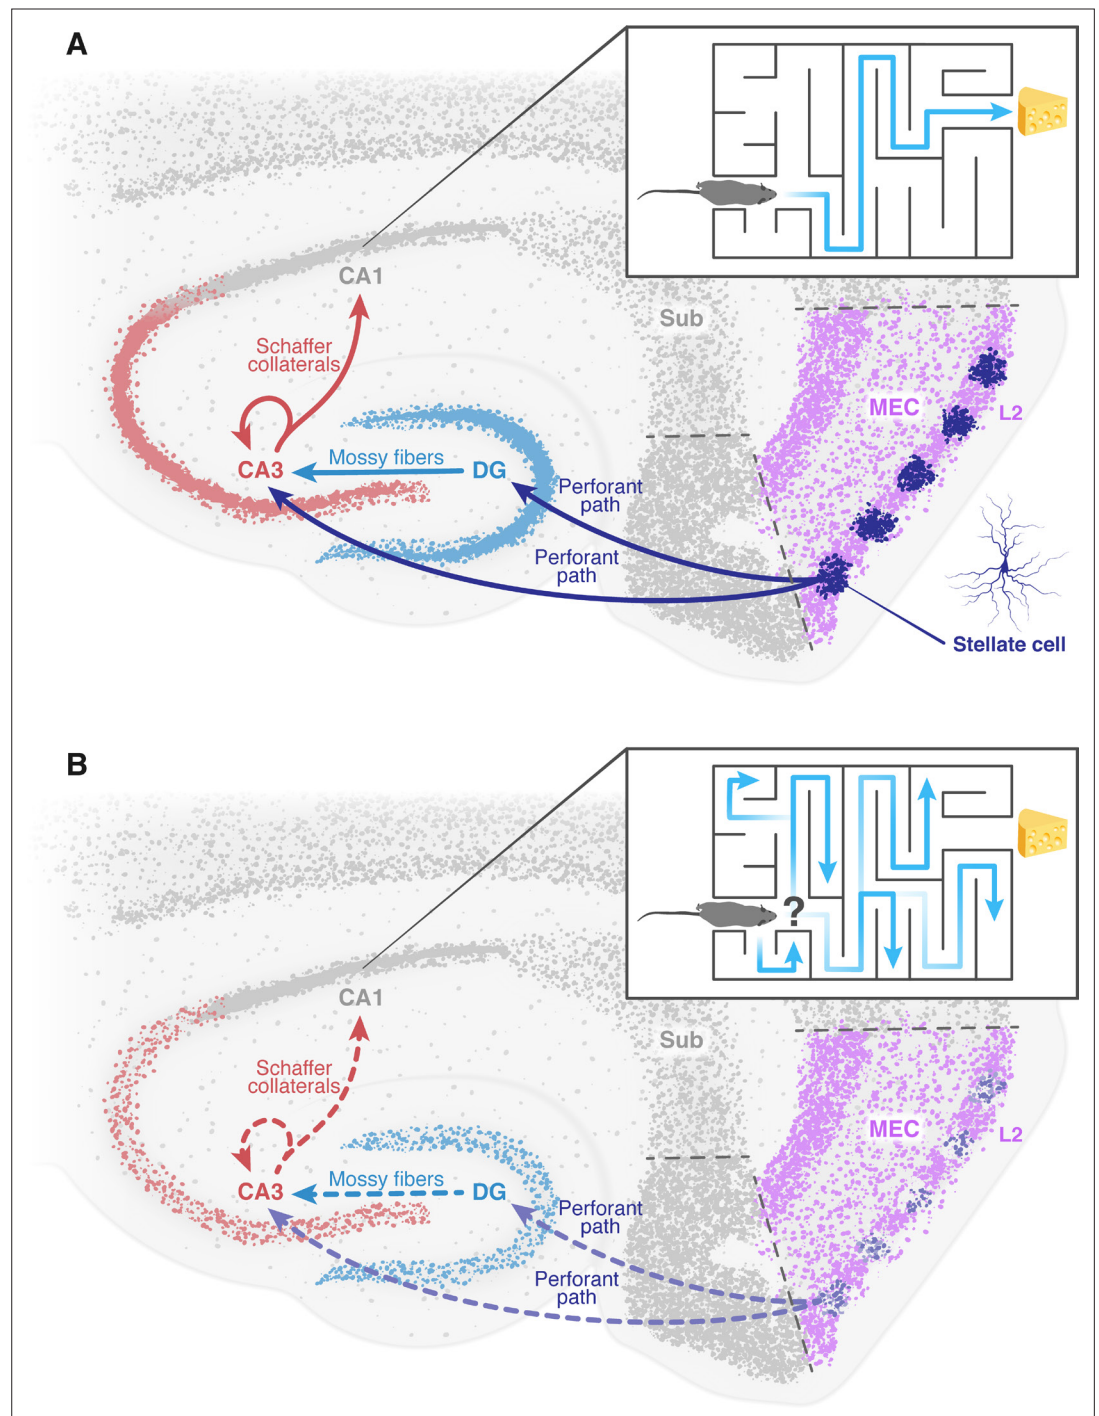 A
CA1
Sub
Schaffer
collaterals
MEC
L2
CA3
Mossy fibers
DG
Perforant
path
Perforant
path
Stellate cell
B
?
CA1
Sub
Schaffer
collaterals
MEC
L2
CA3
Mossy fibers
DG
Perforant
path
Perforant
path